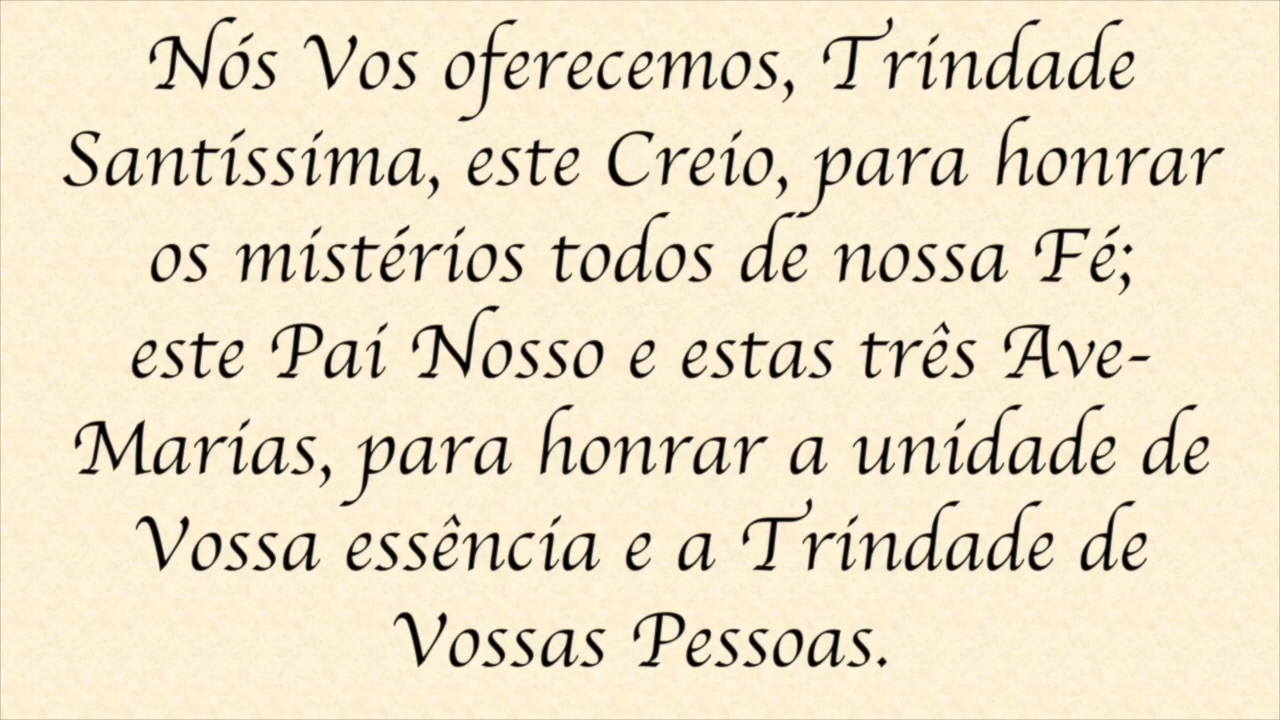 Nós Vos oferecemos, Trindade
Santíssima, este Creio, para honrar
os mistérios todos de nossa Fé;
este Pai Nosso e estas três Ave-
Marias, para honrar a unidade de
Vossa essência e a Trindade de
Vossas Pessoas.